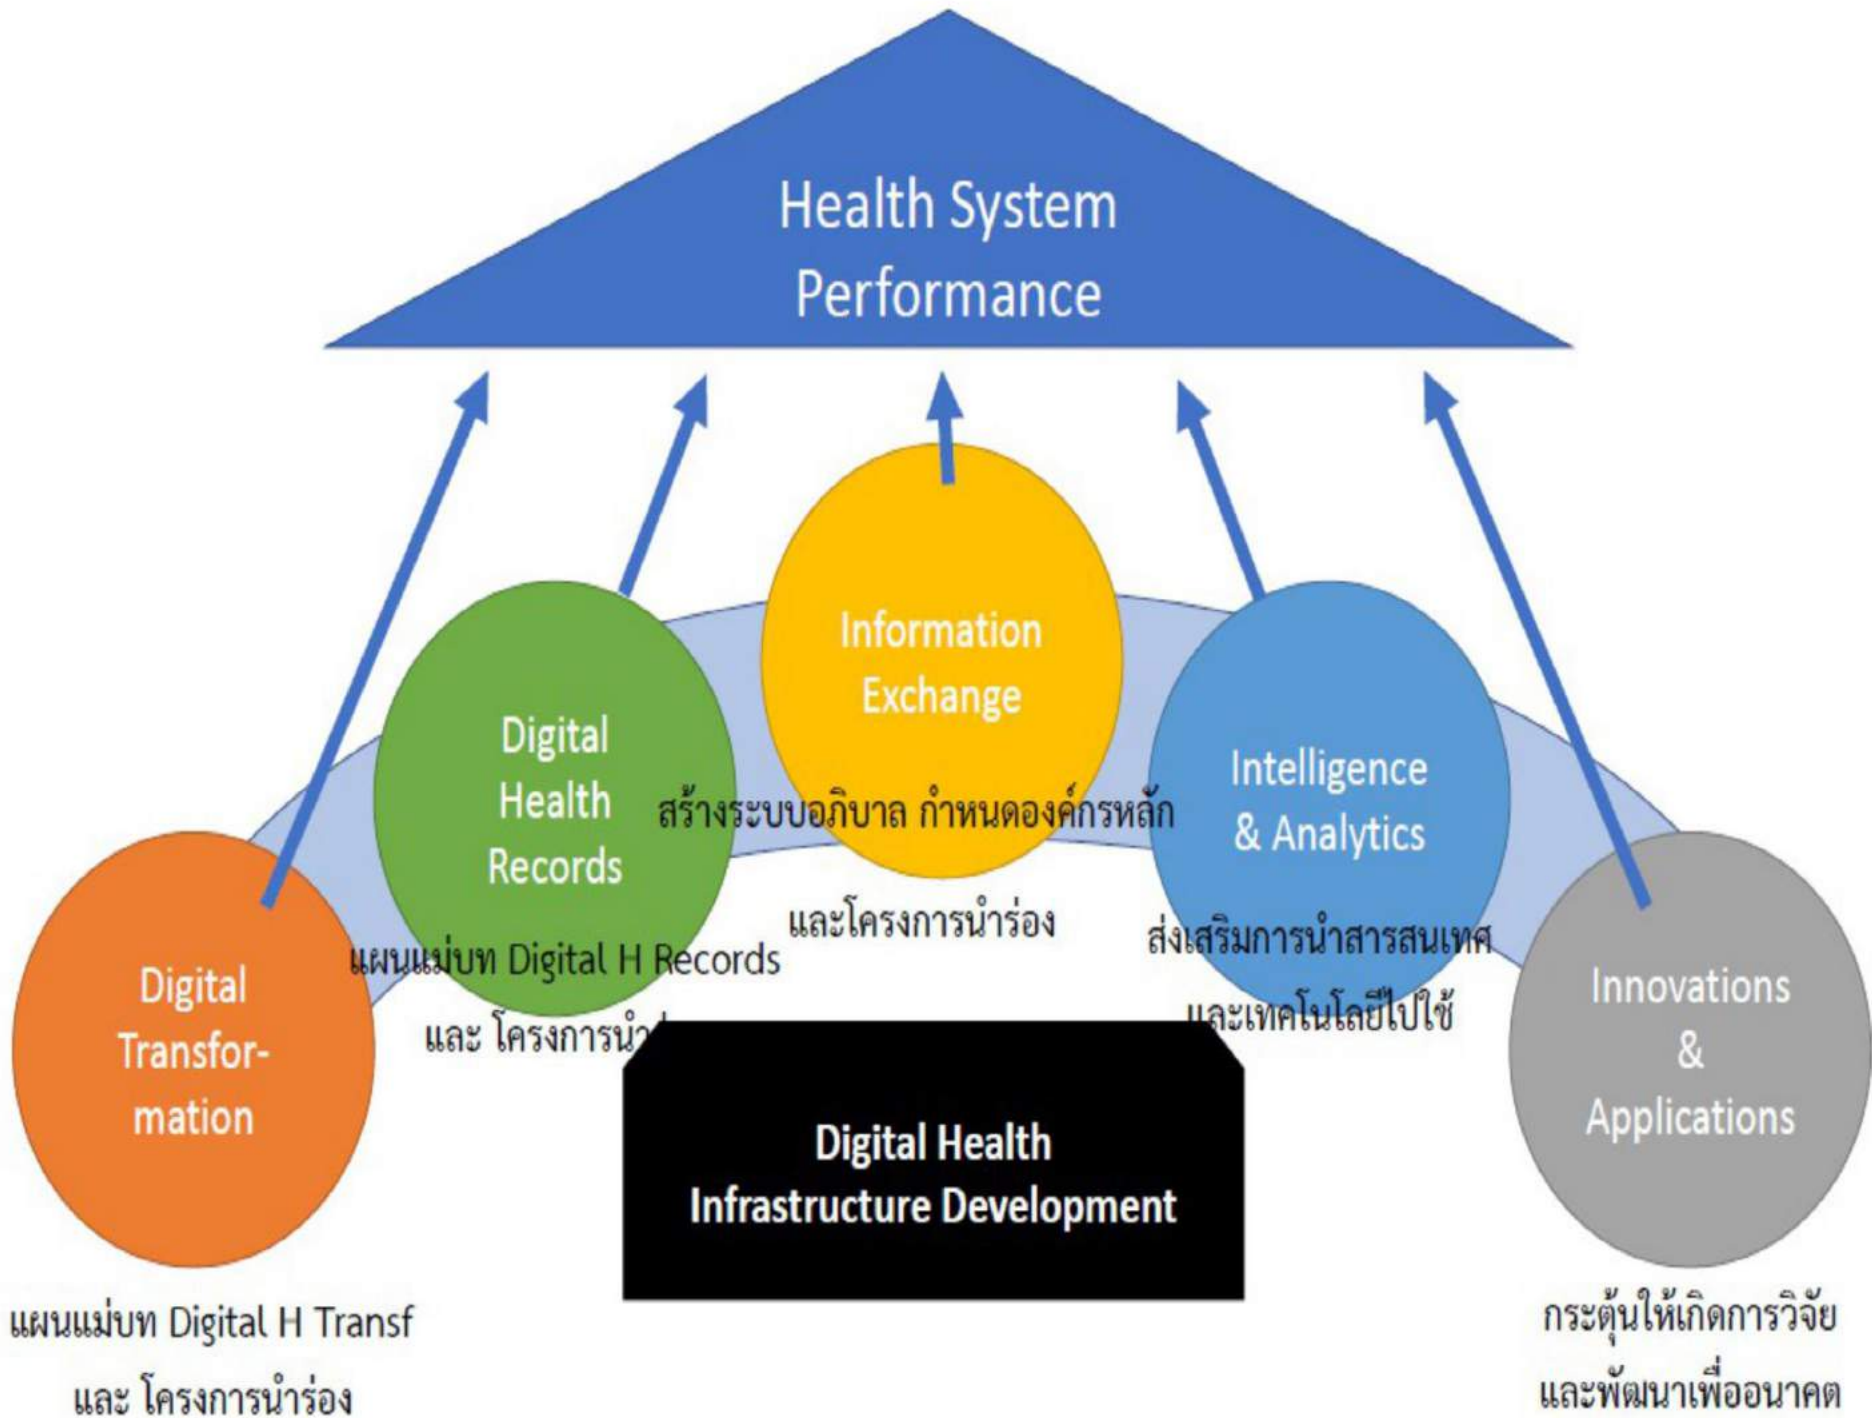 Health System
Performance
Information
Exchange
สร้างระบบอภิบาล กำหนดองค์กรหลัก
และโครงการนำร่อง
Digital
Health
Records
แผนแม่บท Digital H Records
และ โครงการนำ
Intelligence
& Analytics
ส่งเสริมการนำสารสนเทศ
และเทคโนโลยีไปใช้
Digital
Transfor-
mation
แผนแม่บท Digital H Transf
และ โครงการนำร่อง
Innovations
&
Applications
กระตุ้นให้เกิดการวิจัย
และพัฒนาเพื่ออนาคต
Digital Health
Infrastructure Development